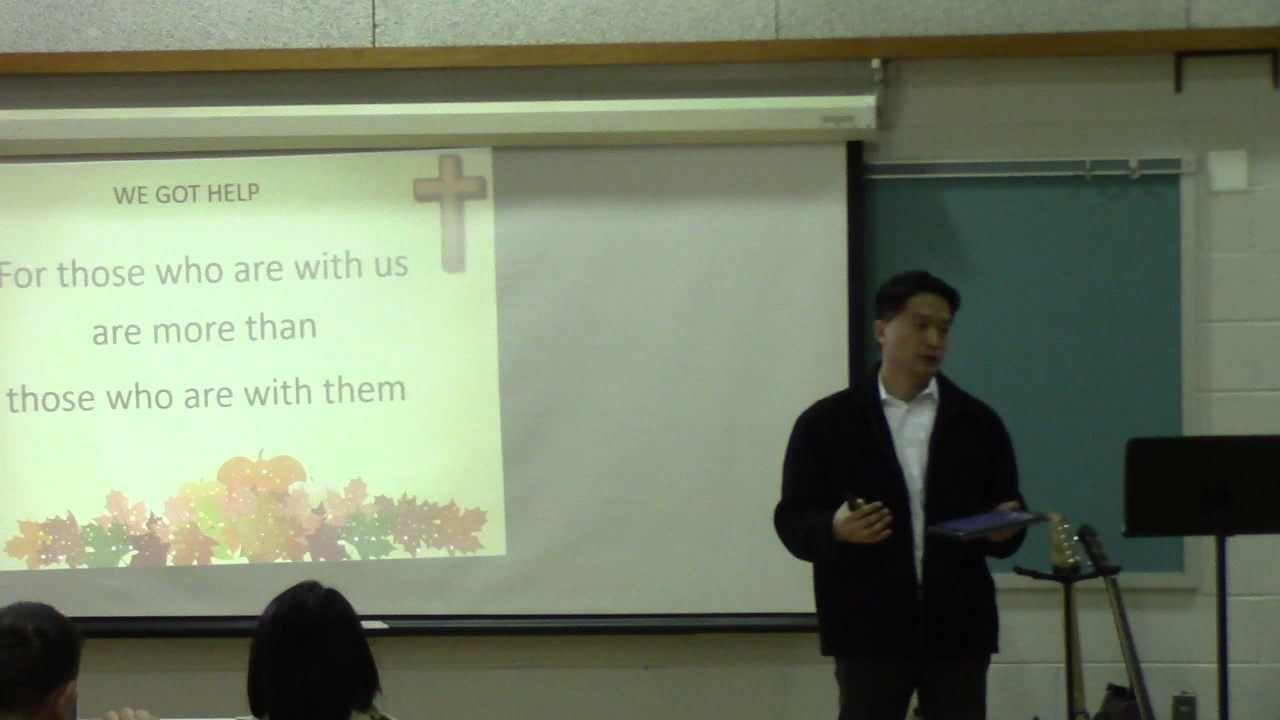 WE GOT HELP
For those who are with us
are more than
those who are with them